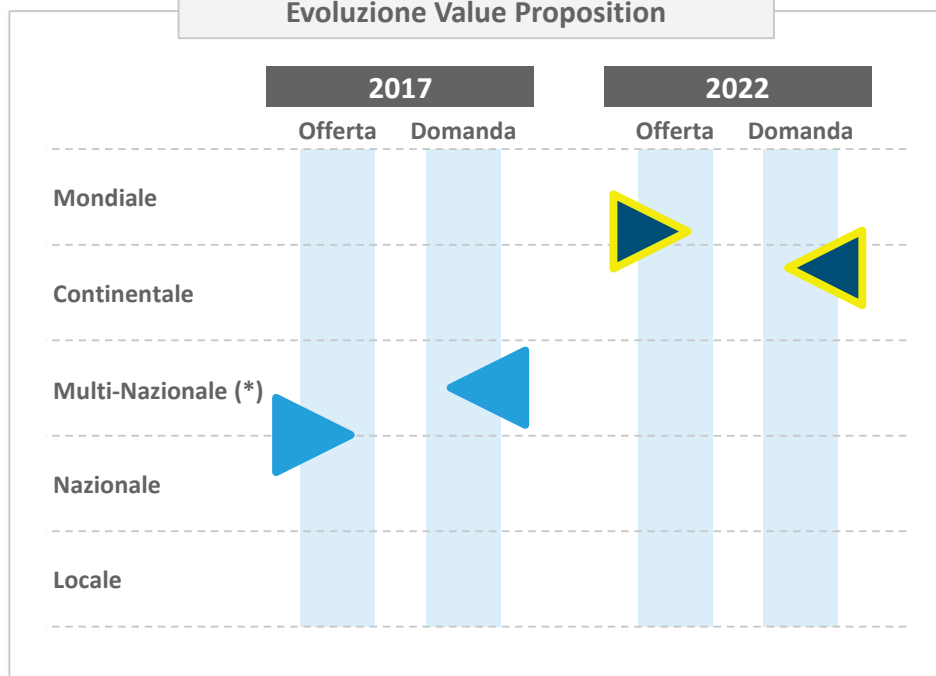 Evoluzione Value Proposition
2017 2022
Offerta Domanda Offerta Domanda
Mondiale
Continentale
Multi-Nazionale (*)
Nazionale
Locale